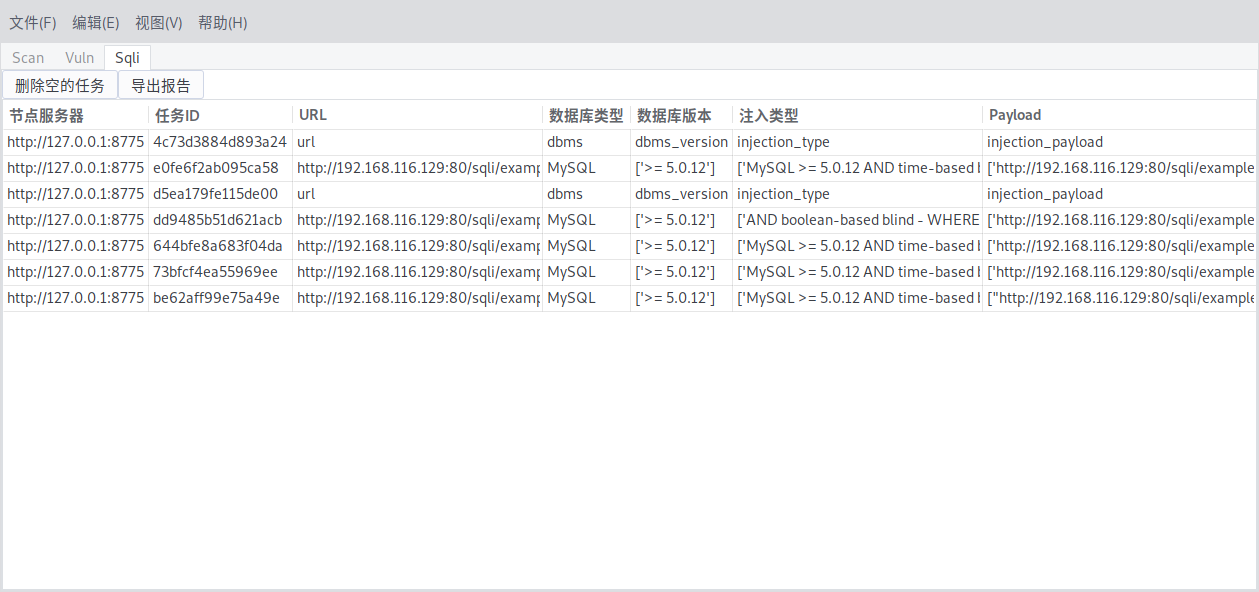 文件(F) 编辑(E) 视图(V) 帮助(H)
Scan Vuln Sqli
删除空的任务 导出报告
节点服务器 任务ID URL 数据库类型 数据库版本 注入类型 Payload
http://127.0.0.1:8775 4c73d3884d893a24 url dbms dbms_version injection_type injection_payload
http://127.0.0.1:8775 e0fe6f2ab095ca58 http://192.168.116.129:80/sqli/examp MySQL ['>= 5.0.12'] ['MySQL >= 5.0.12 AND time-based b ['http://192.168.116.129:80/sqli/example
http://127.0.0.1:8775 d5ea179fe115de00 url dbms dbms_version injection_type injection_payload
http://127.0.0.1:8775 dd9485b51d621acb http://192.168.116.129:80/sqli/examp MySQL ['>= 5.0.12'] ['AND boolean-based blind - WHERE ['http://192.168.116.129:80/sqli/example
http://127.0.0.1:8775 644bfe8a683f04da http://192.168.116.129:80/sqli/examp MySQL ['>= 5.0.12'] ['MySQL >= 5.0.12 AND time-based b ['http://192.168.116.129:80/sqli/example
http://127.0.0.1:8775 73bfcf4ea55969ee http://192.168.116.129:80/sqli/examp MySQL ['>= 5.0.12'] ['MySQL >= 5.0.12 AND time-based b ['http://192.168.116.129:80/sqli/example
http://127.0.0.1:8775 be62aff99e75a49e http://192.168.116.129:80/sqli/examp MySQL ['>= 5.0.12'] ['MySQL >= 5.0.12 AND time-based b ["http://192.168.116.129:80/sqli/example